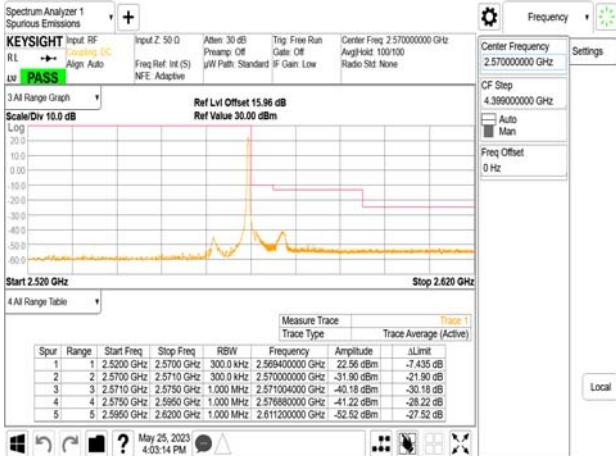 Spectrum Analyzer 1
Spurious Emissions
Frequency
KEYSIGHT
RL
LV PASS
Input: RF
Coupling: DC
Align: Auto
Input Z: 50 Ω
Freq Ref: Int (S)
NFE: Adaptive
Atten: 30 dB
Preamp: Off
µW Path: Standard
Trig: Free Run
Gate: Off
IF Gain: Low
Center Freq: 2.570000000 GHz
Avg|Hold: 100/100
Radio Std: None
Center Frequency
2.570000000 GHz
Settings
CF Step
4.399000000 GHz
Auto
Man
Freq Offset
0 Hz
Local
3 All Range Graph
Scale/Div 10.0 dB
Ref Lvl Offset 15.96 dB
Ref Value 30.00 dBm
Log
20.0
10.0
0.00
-10.0
-20.0
-30.0
-40.0
-50.0
-60.0
Start 2.520 GHz
Stop 2.620 GHz
4 All Range Table
Measure Trace Trace 1
Trace Type Trace Average (Active)
Spur Range Start Freq Stop Freq RBW Frequency Amplitude ΔLimit
1 1 2.5200 GHz 2.5700 GHz 300.0 kHz 2.569400000 GHz 22.56 dBm -7.435 dB
2 2 2.5700 GHz 2.5710 GHz 300.0 kHz 2.570000000 GHz -31.90 dBm -21.90 dB
3 3 2.5710 GHz 2.5750 GHz 1.000 MHz 2.571004000 GHz -40.18 dBm -30.18 dB
4 4 2.5750 GHz 2.5950 GHz 1.000 MHz 2.576880000 GHz -41.22 dBm -28.22 dB
5 5 2.5950 GHz 2.6200 GHz 1.000 MHz 2.611200000 GHz -52.52 dBm -27.52 dB
May 25, 2023
4:03:14 PM